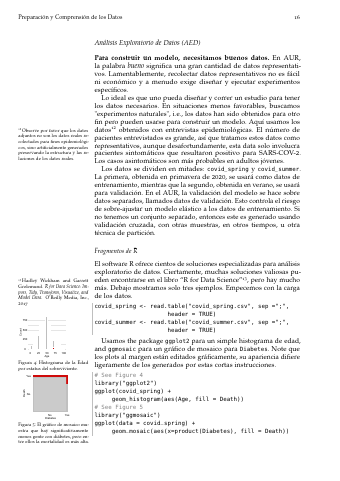 Preparación y Comprensión de los Datos 16
Análisis Exploratorio de Datos (AED)
Para construir un modelo, necesitamos buenos datos. En AUR,
la palabra bueno significa una gran cantidad de datos representati-
vos. Lamentablemente, recolectar datos representativos no es fácil
ni económico y a menudo exige diseñar y ejecutar experimentos
específicos.
Lo ideal es que uno pueda diseñar y correr un estudio para tener
los datos necesarios. En situaciones menos favorables, buscamos
"experimentos naturales", i.e., los datos han sido obtenidos para otro
fin pero pueden usarse para construir un modelo. Aquí usamos los
datos obtenidos con entrevistas epidemiológicas. El número de
pacientes entrevistados es grande, así que tratamos estos datos como
representativos, aunque desafortunadamente, esta data solo involucra
pacientes sintomáticos que resultaron positivo para SARS-COV-2.
Los casos asintomáticos son más probables en adultos jóvenes.
Los datos se dividen en mitades: covid_spring y covid_summer.
La primera, obtenida en primavera de 2020, se usará como datos de
entrenamiento, mientras que la segunda, obtenida en verano, se usará
para validación. En el AUR, la validación del modelo se hace sobre
datos separados, llamados datos de validación. Esto controla el riesgo
de sobre-ajustar un modelo elástico a los datos de entrenamiento. Si
no tenemos un conjunto separado, entonces este es generado usando
validación cruzada, con otras muestras, en otros tiempos, u otra
técnica de partición.
Observe por favor que los datos
adjuntos no son los datos reales re-
colectados para fines epidemiológi-
cos, sino artificialmente generados
preservando la estructura y las re-
laciones de los datos reales.
Fragmentos de R
El software R ofrece cientos de soluciones especializadas para análisis
exploratorio de datos. Ciertamente, muchas soluciones valiosas pu-
eden encontrarse en el libro "R for Data Science", pero hay mucho
más. Debajo mostramos solo tres ejemplos. Empecemos con la carga
de los datos.
Hadley Wickham and Garrett
Grolemund. R for Data Science: Im-
port, Tidy, Transform, Visualize, and
Model Data. O'Reilly Media, Inc.,
2017
covid_spring <- read.table("covid_spring.csv", sep =";",
header = TRUE)
covid_summer <- read.table("covid_summer.csv", sep =";",
header = TRUE)
Usamos the package ggplot2 para un simple histograma de edad,
and ggmosaic para un gráfico de mosaico para Diabetes. Note que
los plots al margen están editados gráficamente, su apariencia difiere
ligeramente de los generados por estas cortas instrucciones.
# See Figure 4
library("ggplot2")
ggplot(covid_spring) +
geom_histogram(aes(Age, fill = Death))
# See Figure 5
library("ggmosaic")
ggplot(data = covid_spring) +
geom_mosaic(aes(x=product(Diabetes), fill = Death))
Figura 4: Histograma de la Edad
por estatus del sobreviviente.
Figura 5: El gráfico de mosaico mu-
estra que hay significativamente
menos gente con diabetes, pero en-
tre ellos la mortalidad es más alta.